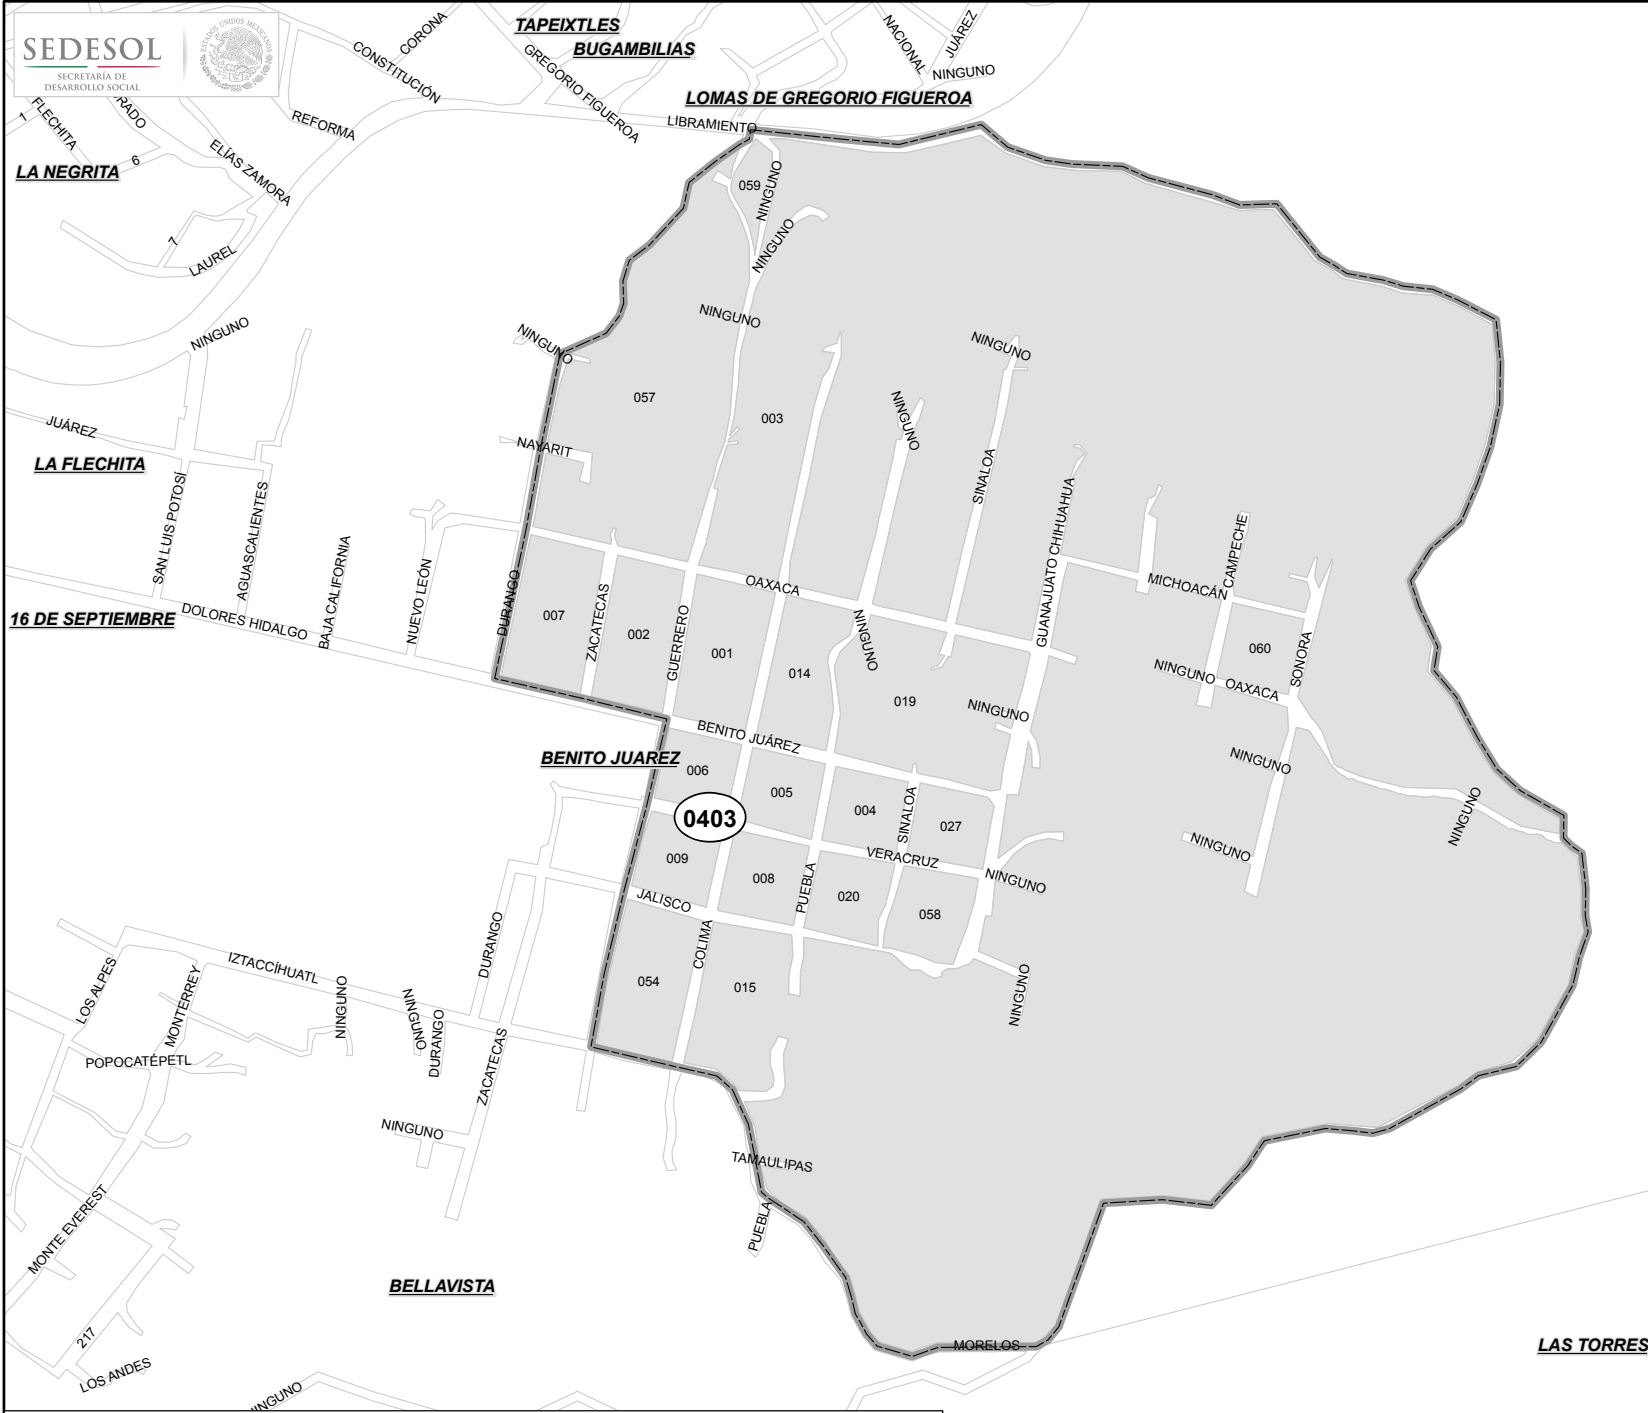 TAPEIXTLES
BUGAMBILIAS
LOMAS DE GREGORIO FIGUEROA
SEDESOL
SECRETARÍA DE
DESARROLLO SOCIAL
ESTADOS UNIDOS MEXICANOS
CORONA
CONSTITUCIÓN
GREGORIO FIGUEROA
NACIONAL
JUÁREZ
NINGUNO
LIBRAMIENTO
FLECHITA
1
RADO
6
ELÍAS ZAMORA
REFORMA
LA NEGRITA
7
LAUREL
059
NINGUNO
NINGUNO
NINGUNO
NINGUNO
NINGUNO
NINGUNO
NINGUNO
057
003
JUÁREZ
LA FLECHITA
NAYARIT
SINALOA
SAN LUIS POTOSÍ
AGUASCALIENTES
BAJA CALIFORNIA
NUEVO LEÓN
DURANGO
GUANAJUATO CHIHUAHUA
CAMPECHE
MICHOACÁN
OAXACA
16 DE SEPTIEMBRE
DOLORES HIDALGO
007
ZACATECAS
002
GUERRERO
001
014
NINGUNO
019
NINGUNO
NINGUNO
OAXACA
060
SONORA
BENITO JUÁREZ
BENITO JUAREZ
006
005
004
SINALOA
027
NINGUNO
NINGUNO
NINGUNO
0403
009
008
PUEBLA
020
VERACRUZ
058
NINGUNO
JALISCO
COLIMA
054
015
NINGUNO
DURANGO
IZTACCÍHUATL
LOS ALPES
MONTERREY
NINGUNO
NINGUNO
DURANGO
ZACATECAS
POPOCATÉPETL
NINGUNO
TAMAULIPAS
PUEBLA
MONTE EVEREST
BELLAVISTA
217
LOS ANDES
MORELOS
LAS TORRES
INGUNO